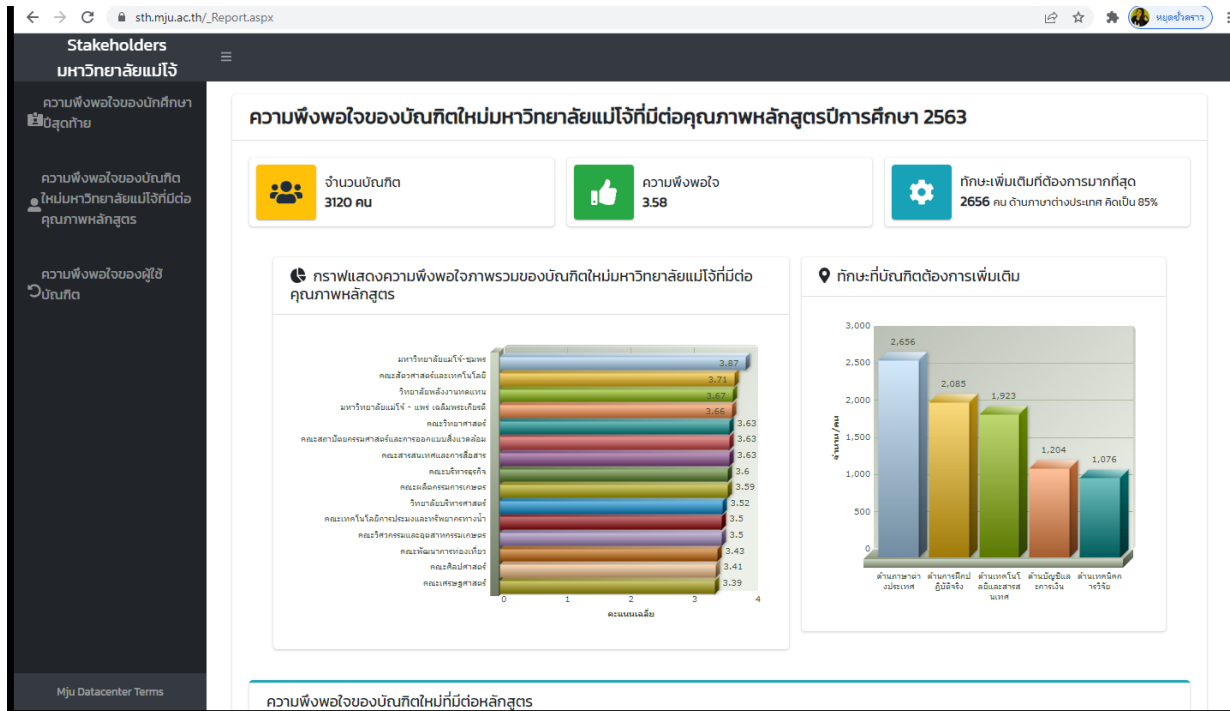 sth.mju.ac.th/_Report.aspx
หยุดชั่วคราว
Stakeholders
มหาวิทยาลัยแม่โจ้
ความพึงพอใจของนักศึกษา
ปีสุดท้าย
ความพึงพอใจของบัณฑิต
ใหม่มหาวิทยาลัยแม่โจ้ที่มีต่อ
คุณภาพหลักสูตร
ความพึงพอใจของผู้ใช้
บัณฑิต
Mju Datacenter Terms
ความพึงพอใจของบัณฑิตใหม่มหาวิทยาลัยแม่โจ้ที่มีต่อคุณภาพหลักสูตรปีการศึกษา 2563
จำนวนบัณฑิต
3120 คน
ความพึงพอใจ
3.58
ทักษะเพิ่มเติมที่ต้องการมากที่สุด
2656 คน ด้านภาษาต่างประเทศ คิดเป็น 85%
กราฟแสดงความพึงพอใจภาพรวมของบัณฑิตใหม่มหาวิทยาลัยแม่โจ้ที่มีต่อ
คุณภาพหลักสูตร
มหาวิทยาลัยแม่โจ้-ชุมพร 3.87
คณะสัตวศาสตร์และเทคโนโลยี 3.71
วิทยาลัยพลังงานทดแทน 3.67
มหาวิทยาลัยแม่โจ้ - แพร่ เฉลิมพระเกียรติ 3.66
คณะวิทยาศาสตร์ 3.63
คณะสถาปัตยกรรมศาสตร์และการออกแบบสิ่งแวดล้อม 3.63
คณะสารสนเทศและการสื่อสาร 3.63
คณะบริหารธุรกิจ 3.6
คณะผลิตกรรมการเกษตร 3.59
วิทยาลัยบริหารศาสตร์ 3.52
คณะเทคโนโลยีการประมงและทรัพยากรทางน้ำ 3.5
คณะวิศวกรรมและอุตสาหกรรมเกษตร 3.5
คณะพัฒนาการท่องเที่ยว 3.43
คณะศิลปศาสตร์ 3.41
คณะเศรษฐศาสตร์ 3.39
0 1 2 3 4
คะแนนเฉลี่ย
ทักษะที่บัณฑิตต้องการเพิ่มเติม
จำนวน/คน
3,000
2,500
2,000
1,500
1,000
500
0
2,656 2,085 1,923 1,204 1,076
ด้านภาษาต่า ด้านการฝึกป ด้านเทคโนโ ด้านบัญชีแล ด้านเทคนิคก
งประเทศ ฏิบัติจริง ลยีและสารส ะการเงิน ารวิจัย
นเทศ
ความพึงพอใจของบัณฑิตใหม่ที่มีต่อหลักสูตร